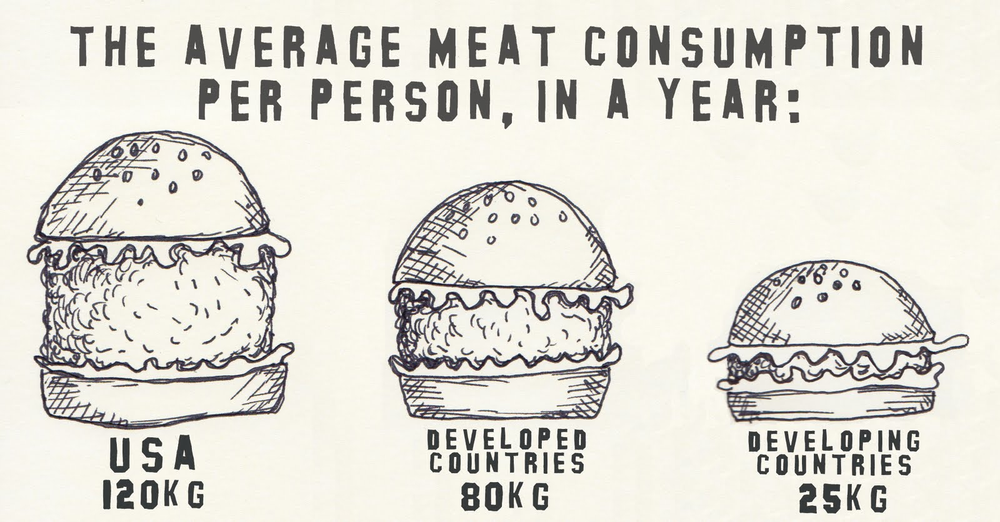 THE AVERAGE MEAT CONSUMPTION
PER PERSON, IN A YEAR:
USA
120KG
DEVELOPED
COUNTRIES
80KG
DEVELOPING
COUNTRIES
25KG